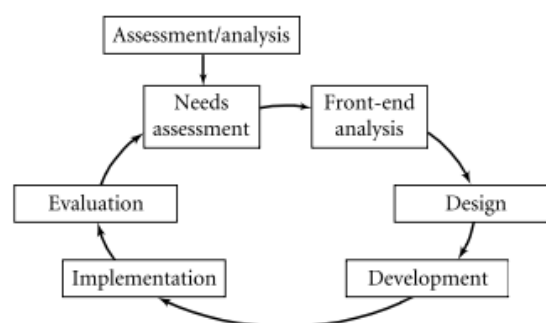 Assessment/analysis
Needs
assessment
Front-end
analysis
Evaluation
Design
Implementation
Development